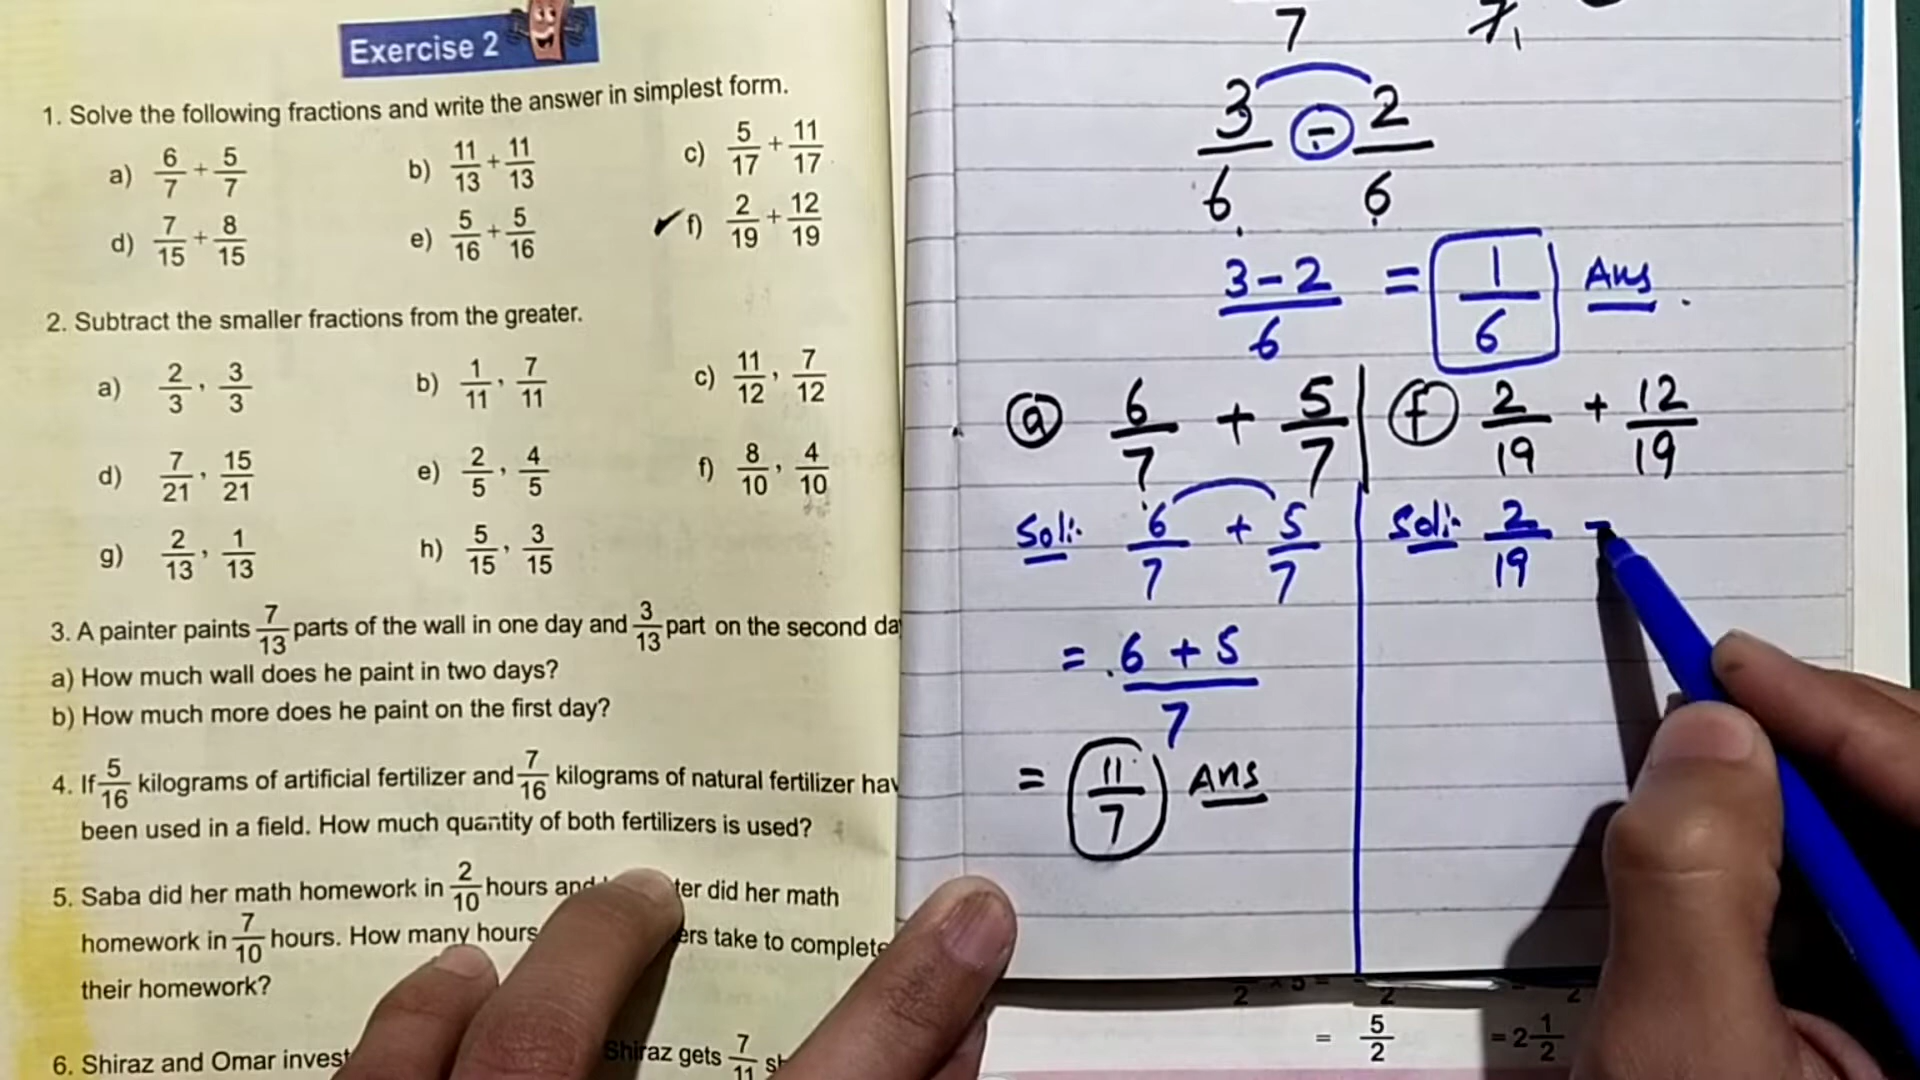 Exercise 2
1. Solve the following fractions and write the answer in simplest form.
a) 6/7 + 5/7 b) 11/13 + 11/13 c) 5/17 + 11/17
d) 7/15 + 8/15 e) 5/16 + 5/16 f) 2/19 + 12/19
2. Subtract the smaller fractions from the greater.
a) 2/3 , 3/3 b) 1/11 , 7/11 c) 11/12 , 7/12
d) 7/21 , 15/21 e) 2/5 , 4/5 f) 8/10 , 4/10
g) 2/13 , 1/13 h) 5/15 , 3/15
3. A painter paints 7/13 parts of the wall in one day and 3/13 part on the second
a) How much wall does he paint in two days?
b) How much more does he paint on the first day?
4. If 5/16 kilograms of artificial fertilizer and 7/16 kilograms of natural fertilizer
been used in a field. How much quantity of both fertilizers is used?
5. Saba did her math homework in 2/10 hours and did her math
homework in 7/10 hours. How many hours take to complete
their homework?
6. Shiraz and Omar Shiraz gets 7/11
7 7 1
3/6 ÷ 2/6
3-2/6 = 1/6 Ans.
a 6/7 + 5/7
Sol:- 6/7 + 5/7
= 6+5/7
= 11/7 Ans
f 2/19 + 12/19
Sol:- 2/19
= 5/2 = 2 1/2